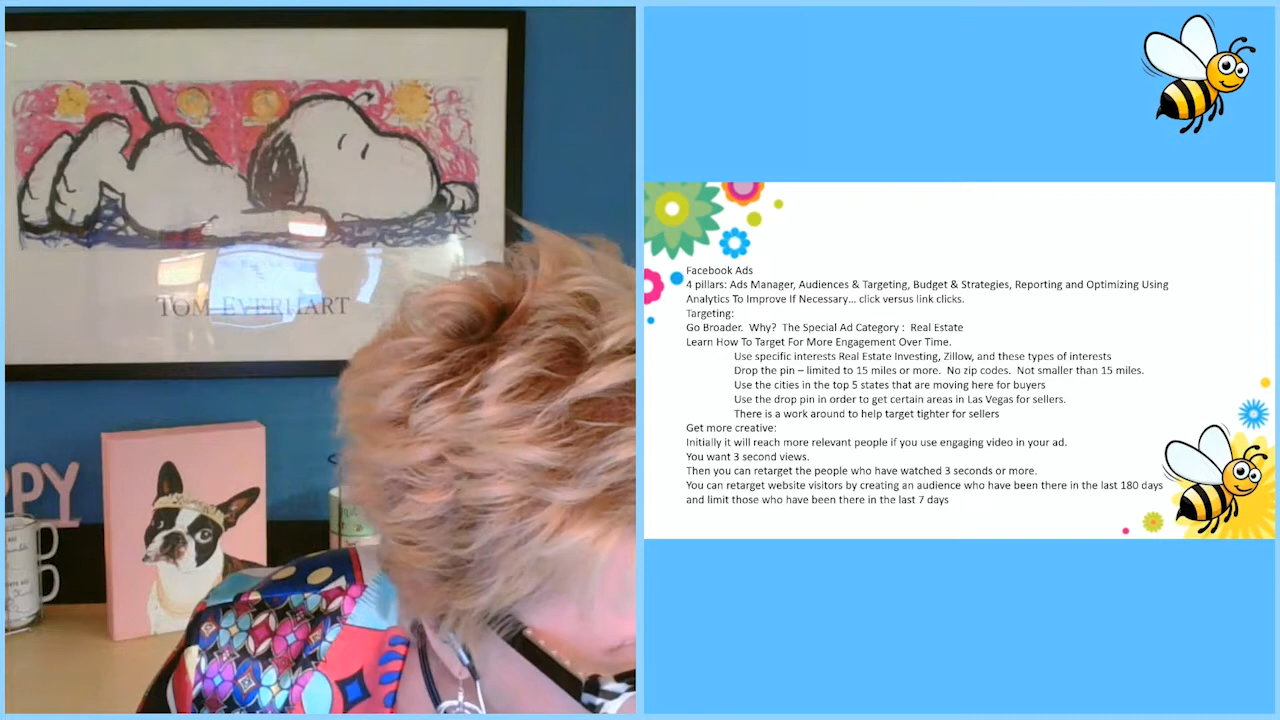 TOM EVERHART
PPY
Facebook Ads
4 pillars: Ads Manager, Audiences & Targeting, Budget & Strategies, Reporting and Optimizing Using
Analytics To Improve If Necessary... click versus link clicks.
Targeting:
Go Broader.  Why?  The Special Ad Category :  Real Estate
Learn How To Target For More Engagement Over Time.
Use specific interests Real Estate Investing, Zillow, and these types of interests
Drop the pin – limited to 15 miles or more.  No zip codes.  Not smaller than 15 miles.
Use the cities in the top 5 states that are moving here for buyers
Use the drop pin in order to get certain areas in Las Vegas for sellers.
There is a work around to help target tighter for sellers
Get more creative:
Initially it will reach more relevant people if you use engaging video in your ad.
You want 3 second views.
Then you can retarget the people who have watched 3 seconds or more.
You can retarget website visitors by creating an audience who have been there in the last 180 days
and limit those who have been there in the last 7 days